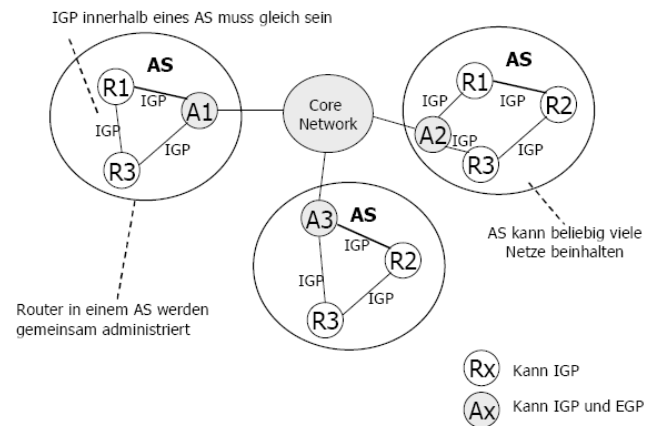 IGP innerhalb eines AS muss gleich sein
AS
R1
IGP
A1
IGP
IGP
R3
Core
Network
AS
R1
IGP
IGP
R2
A2
IGP
R3
IGP
AS kann beliebig viele
Netze beinhalten
A3
AS
IGP
R2
IGP
IGP
R3
Router in einem AS werden
gemeinsam administriert
Rx Kann IGP
Ax Kann IGP und EGP